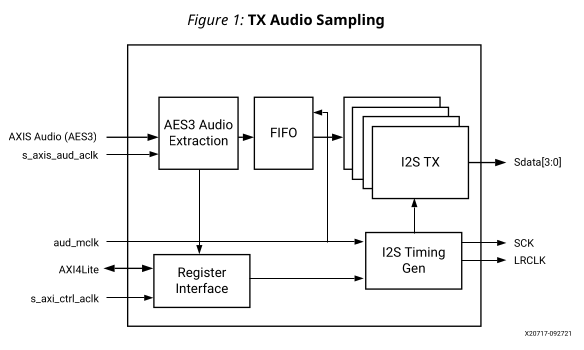 Figure 1: TX Audio Sampling
AES3 Audio
Extraction
FIFO
I2S TX
AXIS Audio (AES3)
s_axis_aud_aclk
Sdata[3:0]
aud_mclk
AXI4Lite
s_axi_ctrl_aclk
Register
Interface
I2S Timing
Gen
SCK
LRCLK
X20717-092721